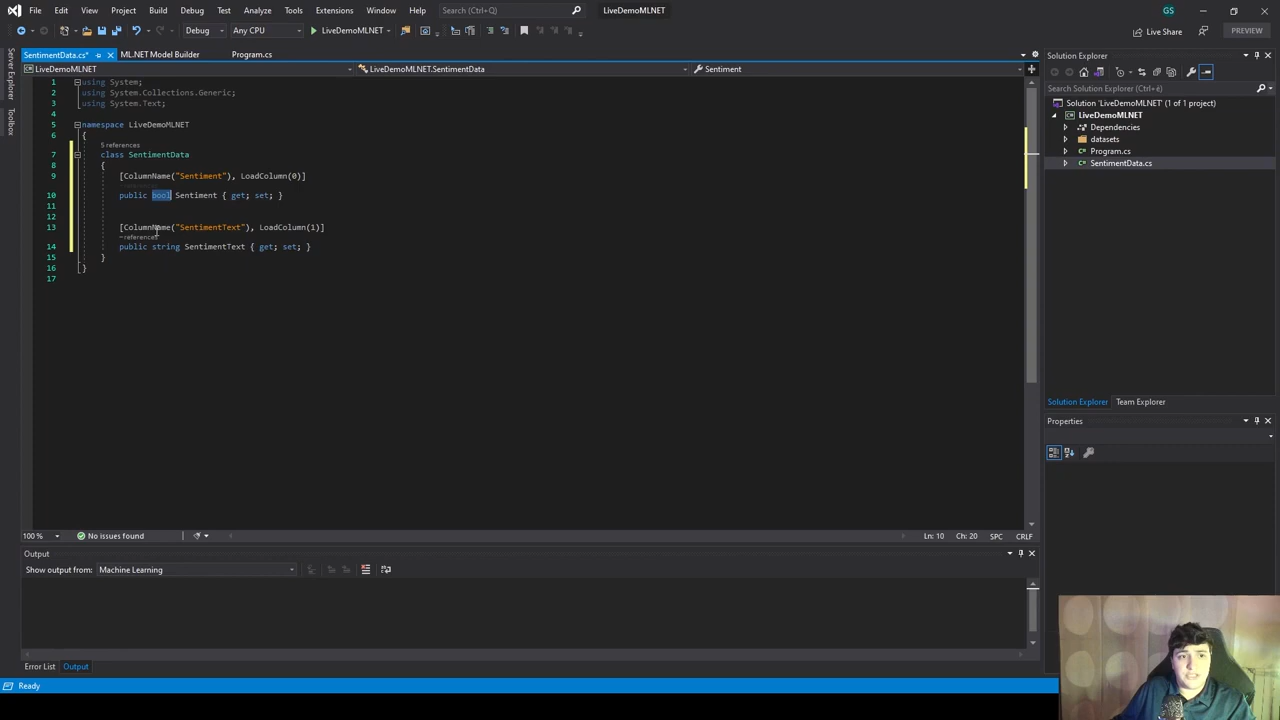 File Edit View Project Build Debug Test Analyze Tools Extensions Window Help Search (Ctrl+Q) LiveDemoMLNET GS
Debug Any CPU LiveDemoMLNET Live Share PREVIEW
SentimentData.cs* ML.NET Model Builder Program.cs
LiveDemoMLNET LiveDemoMLNET.SentimentData Sentiment
1 using System;
2 using System.Collections.Generic;
3 using System.Text;
4
5 namespace LiveDemoMLNET
6 {
5 references
7 class SentimentData
8 {
9 [ColumnName("Sentiment"), LoadColumn(0)]
10 public bool Sentiment { get; set; }
11
12
13 [ColumnName("SentimentText"), LoadColumn(1)]
- references
14 public string SentimentText { get; set; }
15 }
16 }
17
100 % No issues found Ln: 10 Ch: 20 SPC CRLF
Output
Show output from: Machine Learning
Error List Output
Ready
Server Explorer
Toolbox
Solution Explorer
Search Solution Explorer (Ctrl+è)
Solution 'LiveDemoMLNET' (1 of 1 project)
LiveDemoMLNET
Dependencies
datasets
Program.cs
SentimentData.cs
Solution Explorer Team Explorer
Properties